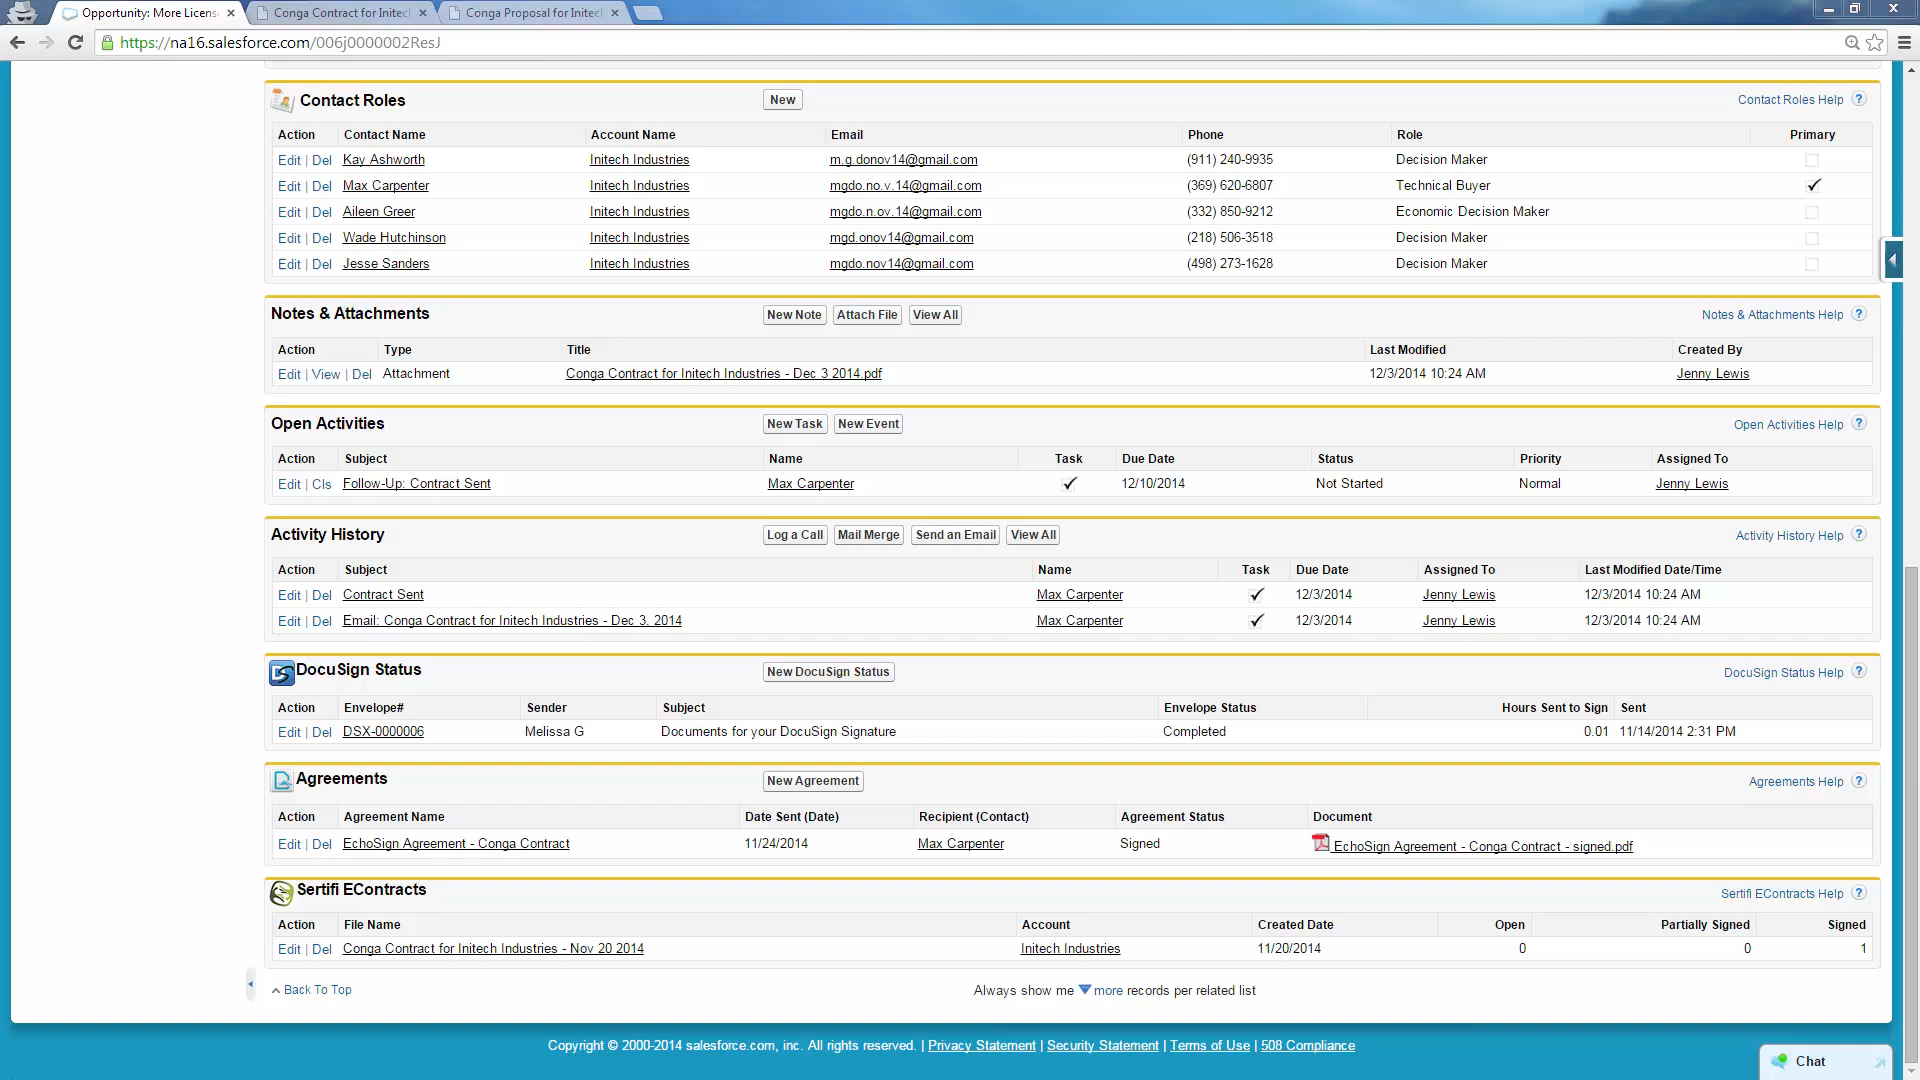 Opportunity: More Licens
Conga Contract for Initec
Conga Proposal for Initec
https://na16.salesforce.com/006j0000002ResJ
Contact Roles New Contact Roles Help ?
Action Contact Name Account Name Email Phone Role Primary
Edit | Del Kay Ashworth Initech Industries m.g.donov14@gmail.com (911) 240-9935 Decision Maker
Edit | Del Max Carpenter Initech Industries mgdo.no.v.14@gmail.com (369) 620-6807 Technical Buyer
Edit | Del Aileen Greer Initech Industries mgdo.n.ov.14@gmail.com (332) 850-9212 Economic Decision Maker
Edit | Del Wade Hutchinson Initech Industries mgd.onov14@gmail.com (218) 506-3518 Decision Maker
Edit | Del Jesse Sanders Initech Industries mgdo.nov14@gmail.com (498) 273-1628 Decision Maker
Notes & Attachments New Note Attach File View All Notes & Attachments Help ?
Action Type Title Last Modified Created By
Edit | View | Del Attachment Conga Contract for Initech Industries - Dec 3 2014.pdf 12/3/2014 10:24 AM Jenny Lewis
Open Activities New Task New Event Open Activities Help ?
Action Subject Name Task Due Date Status Priority Assigned To
Edit | Cls Follow-Up: Contract Sent Max Carpenter 12/10/2014 Not Started Normal Jenny Lewis
Activity History Log a Call Mail Merge Send an Email View All Activity History Help ?
Action Subject Name Task Due Date Assigned To Last Modified Date/Time
Edit | Del Contract Sent Max Carpenter 12/3/2014 Jenny Lewis 12/3/2014 10:24 AM
Edit | Del Email: Conga Contract for Initech Industries - Dec 3, 2014 Max Carpenter 12/3/2014 Jenny Lewis 12/3/2014 10:24 AM
DocuSign Status New DocuSign Status DocuSign Status Help ?
Action Envelope# Sender Subject Envelope Status Hours Sent to Sign Sent
Edit | Del DSX-0000006 Melissa G Documents for your DocuSign Signature Completed 0.01 11/14/2014 2:31 PM
Agreements New Agreement Agreements Help ?
Action Agreement Name Date Sent (Date) Recipient (Contact) Agreement Status Document
Edit | Del EchoSign Agreement - Conga Contract 11/24/2014 Max Carpenter Signed EchoSign Agreement - Conga Contract - signed.pdf
Sertifi EContracts Sertifi EContracts Help ?
Action File Name Account Created Date Open Partially Signed Signed
Edit | Del Conga Contract for Initech Industries - Nov 20 2014 Initech Industries 11/20/2014 0 0 1
Back To Top Always show me more records per related list
Copyright © 2000-2014 salesforce.com, inc. All rights reserved. | Privacy Statement | Security Statement | Terms of Use | 508 Compliance
Chat